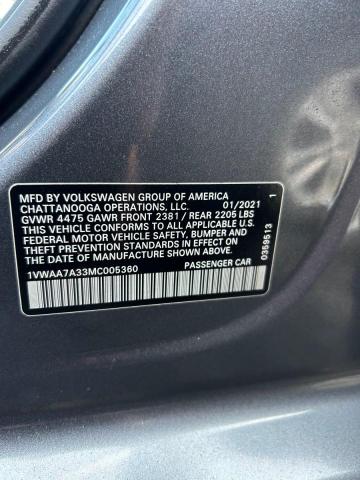 MFD BY VOLKSWAGEN GROUP OF AMERICA
CHATTANOOGA OPERATIONS, LLC. 01/2021
GVWR 4475 GAWR FRONT 2381 / REAR 2205 LBS
THIS VEHICLE CONFORMS TO ALL APPLICABLE U.S.
FEDERAL MOTOR VEHICLE SAFETY, BUMPER AND
THEFT PREVENTION STANDARDS IN EFFECT ON
THE DATE OF MANUFACTURE SHOWN ABOVE.
1VWAA7A33MC005360 PASSENGER CAR
0359513 1